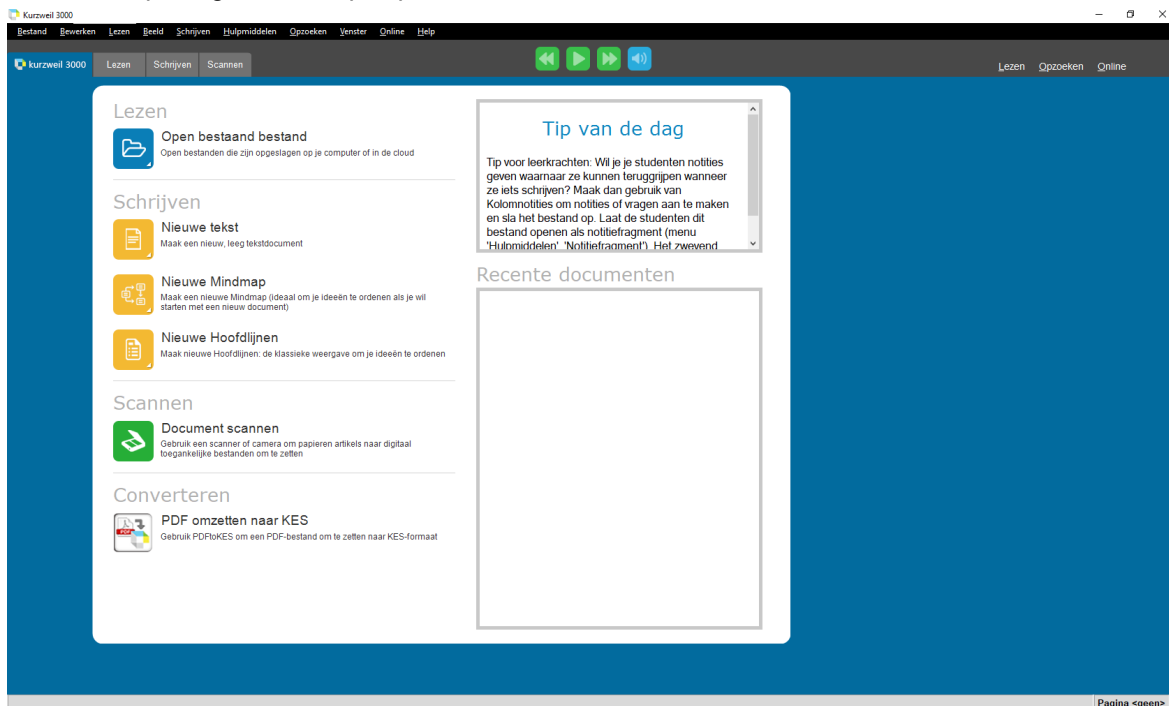 Kurzweil 3000
Bestand Bewerken Lezen Beeld Schrijven Hulpmiddelen Opzoeken Venster Online Help
kurzweil 3000 Lezen Schrijven Scannen
Lezen Opzoeken Online
Lezen
Open bestaand bestand
Open bestanden die zijn opgeslagen op je computer of in de cloud
Schrijven
Nieuwe tekst
Maak een nieuw, leeg tekstdocument
Nieuwe Mindmap
Maak een nieuwe Mindmap (ideaal om je ideeën te ordenen als je wil
starten met een nieuw document)
Nieuwe Hoofdlijnen
Maak nieuwe Hoofdlijnen: de klassieke weergave om je ideeën te ordenen
Scannen
Document scannen
Gebruik een scanner of camera om papieren artikels naar digitaal
toegankelijke bestanden om te zetten
Converteren
PDF
PDF omzetten naar KES
Gebruik PDFtoKES om een PDF-bestand om te zetten naar KES-formaat
Tip van de dag
Tip voor leerkrachten: Wil je je studenten notities
geven waarnaar ze kunnen teruggrijpen wanneer
ze iets schrijven? Maak dan gebruik van
Kolomnotities om notities of vragen aan te maken
en sla het bestand op. Laat de studenten dit
bestand openen als notitiefragment (menu
'Hulpmiddelen', 'Notitiefragment'). Het zwevend
Recente documenten
Pagina <geen>